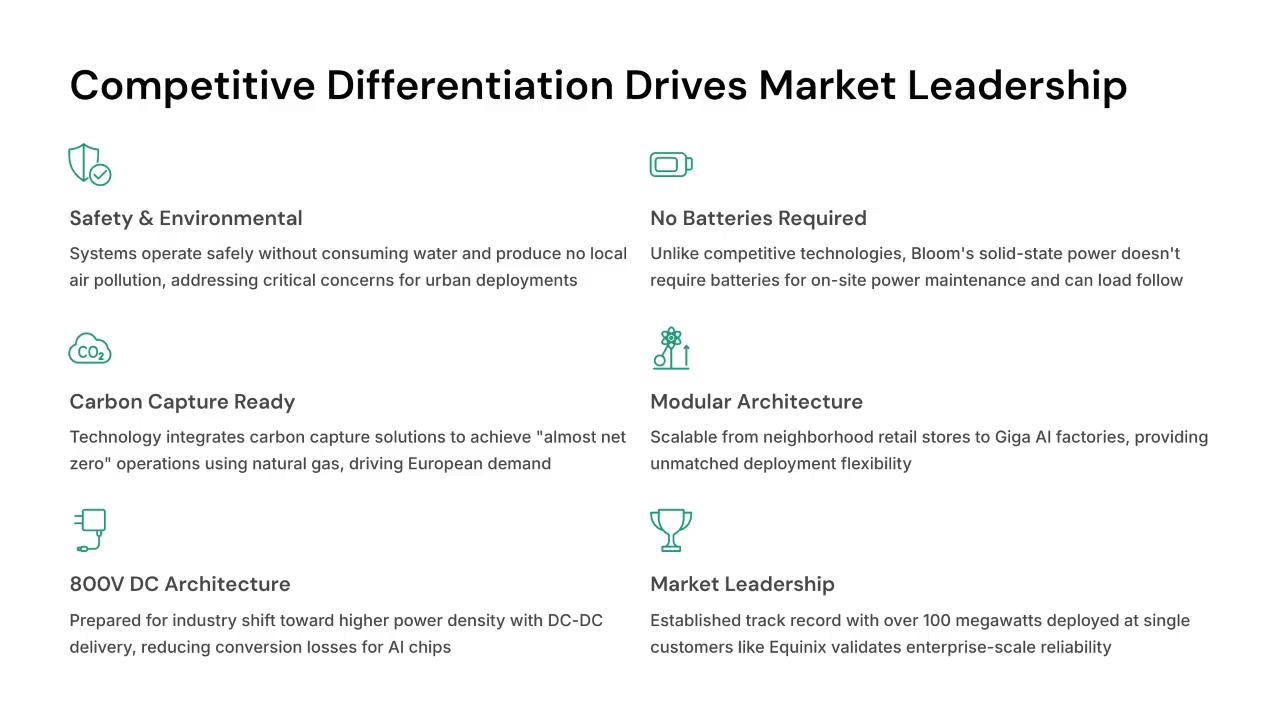 Competitive Differentiation Drives Market Leadership
Safety & Environmental
Systems operate safely without consuming water and produce no local
air pollution, addressing critical concerns for urban deployments
No Batteries Required
Unlike competitive technologies, Bloom's solid-state power doesn't
require batteries for on-site power maintenance and can load follow
CO₂
Carbon Capture Ready
Technology integrates carbon capture solutions to achieve "almost net
zero" operations using natural gas, driving European demand
Modular Architecture
Scalable from neighborhood retail stores to Giga AI factories, providing
unmatched deployment flexibility
800V DC Architecture
Prepared for industry shift toward higher power density with DC-DC
delivery, reducing conversion losses for AI chips
Market Leadership
Established track record with over 100 megawatts deployed at single
customers like Equinix validates enterprise-scale reliability